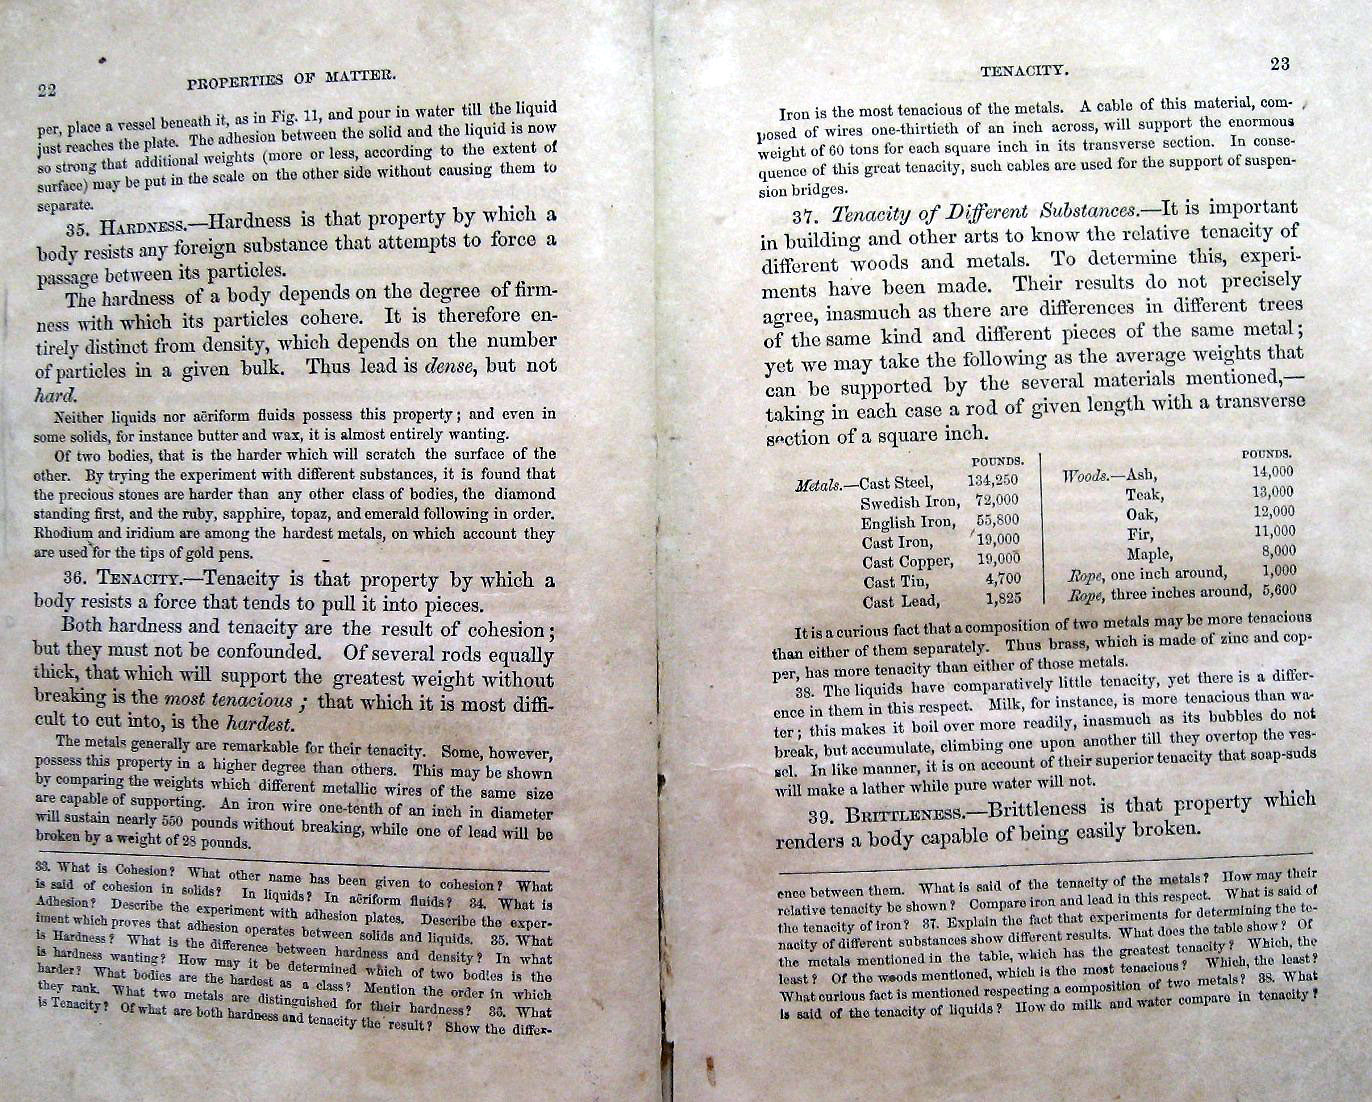 22
PROPERTIES OF MATTER.
per, place a vessel beneath it, as in Fig. 11, and pour in water till the liquid
just reaches the plate. The adhesion between the solid and the liquid is now
so strong that additional weights (more or less, according to the extent of
surface) may be put in the scale on the other side without causing them to
separate.
35. HARDNESS.—Hardness is that property by which a
body resists any foreign substance that attempts to force a
passage between its particles.
The hardness of a body depends on the degree of firm-
ness with which its particles cohere. It is therefore en-
tirely distinct from density, which depends on the number
of particles in a given bulk. Thus lead is dense, but not
hard.
Neither liquids nor aëriform fluids possess this property; and even in
some solids, for instance butter and wax, it is almost entirely wanting.
Of two bodies, that is the harder which will scratch the surface of the
other. By trying the experiment with different substances, it is found that
the precious stones are harder than any other class of bodies, the diamond
standing first, and the ruby, sapphire, topaz, and emerald following in order.
Rhodium and iridium are among the hardest metals, on which account they
are used for the tips of gold pens.
36. TENACITY.—Tenacity is that property by which a
body resists a force that tends to pull it into pieces.
Both hardness and tenacity are the result of cohesion;
but they must not be confounded. Of several rods equally
thick, that which will support the greatest weight without
breaking is the most tenacious; that which it is most diffi-
cult to cut into, is the hardest.
The metals generally are remarkable for their tenacity. Some, however,
possess this property in a higher degree than others. This may be shown
by comparing the weights which different metallic wires of the same size
are capable of supporting. An iron wire one-tenth of an inch in diameter
will sustain nearly 550 pounds without breaking, while one of lead will be
broken by a weight of 28 pounds.
33. What is Cohesion? What other name has been given to cohesion? What
is said of cohesion in solids? In liquids? In aëriform fluids? 34. What is
Adhesion? Describe the experiment with adhesion plates. Describe the exper-
iment which proves that adhesion operates between solids and liquids. 35. What
is Hardness? What is the difference between hardness and density? In what
is hardness wanting? How may it be determined which of two bodies is the
harder? What bodies are the hardest as a class? Mention the order in which
they rank. What two metals are distinguished for their hardness? 36. What
is Tenacity? Of what are both hardness and tenacity the result? Show the differ-
TENACITY.
23
Iron is the most tenacious of the metals. A cable of this material, com-
posed of wires one-thirtieth of an inch across, will support the enormous
weight of 60 tons for each square inch in its transverse section. In conse-
quence of this great tenacity, such cables are used for the support of suspen-
sion bridges.
37. Tenacity of Different Substances.—It is important
in building and other arts to know the relative tenacity of
different woods and metals. To determine this, experi-
ments have been made. Their results do not precisely
agree, inasmuch as there are differences in different trees
of the same kind and different pieces of the same metal;
yet we may take the following as the average weights that
can be supported by the several materials mentioned,—
taking in each case a rod of given length with a transverse
section of a square inch.
POUNDS.
Metals.—Cast Steel, 134,250
Swedish Iron, 72,000
English Iron, 55,800
Cast Iron, 19,000
Cast Copper, 19,000
Cast Tin, 4,700
Cast Lead, 1,825
POUNDS.
Woods.—Ash, 14,000
Teak, 13,000
Oak, 12,000
Fir, 11,000
Maple, 8,000
Rope, one inch around, 1,000
Rope, three inches around, 5,600
It is a curious fact that a composition of two metals may be more tenacious
than either of them separately. Thus brass, which is made of zinc and cop-
per, has more tenacity than either of those metals.
38. The liquids have comparatively little tenacity, yet there is a differ-
ence in them in this respect. Milk, for instance, is more tenacious than wa-
ter; this makes it boil over more readily, inasmuch as its bubbles do not
break, but accumulate, climbing one upon another till they overtop the ves-
sel. In like manner, it is on account of their superior tenacity that soap-suds
will make a lather while pure water will not.
39. BRITTLENESS.—Brittleness is that property which
renders a body capable of being easily broken.
ence between them. What is said of the tenacity of the metals? How may their
relative tenacity be shown? Compare iron and lead in this respect. What is said of
the tenacity of iron? 37. Explain the fact that experiments for determining the te-
nacity of different substances show different results. What does the table show? Of
the metals mentioned in the table, which has the greatest tenacity? Which, the
least? Of the woods mentioned, which is the most tenacious? Which, the least?
What curious fact is mentioned respecting a composition of two metals? 38. What
is said of the tenacity of liquids? How do milk and water compare in tenacity?